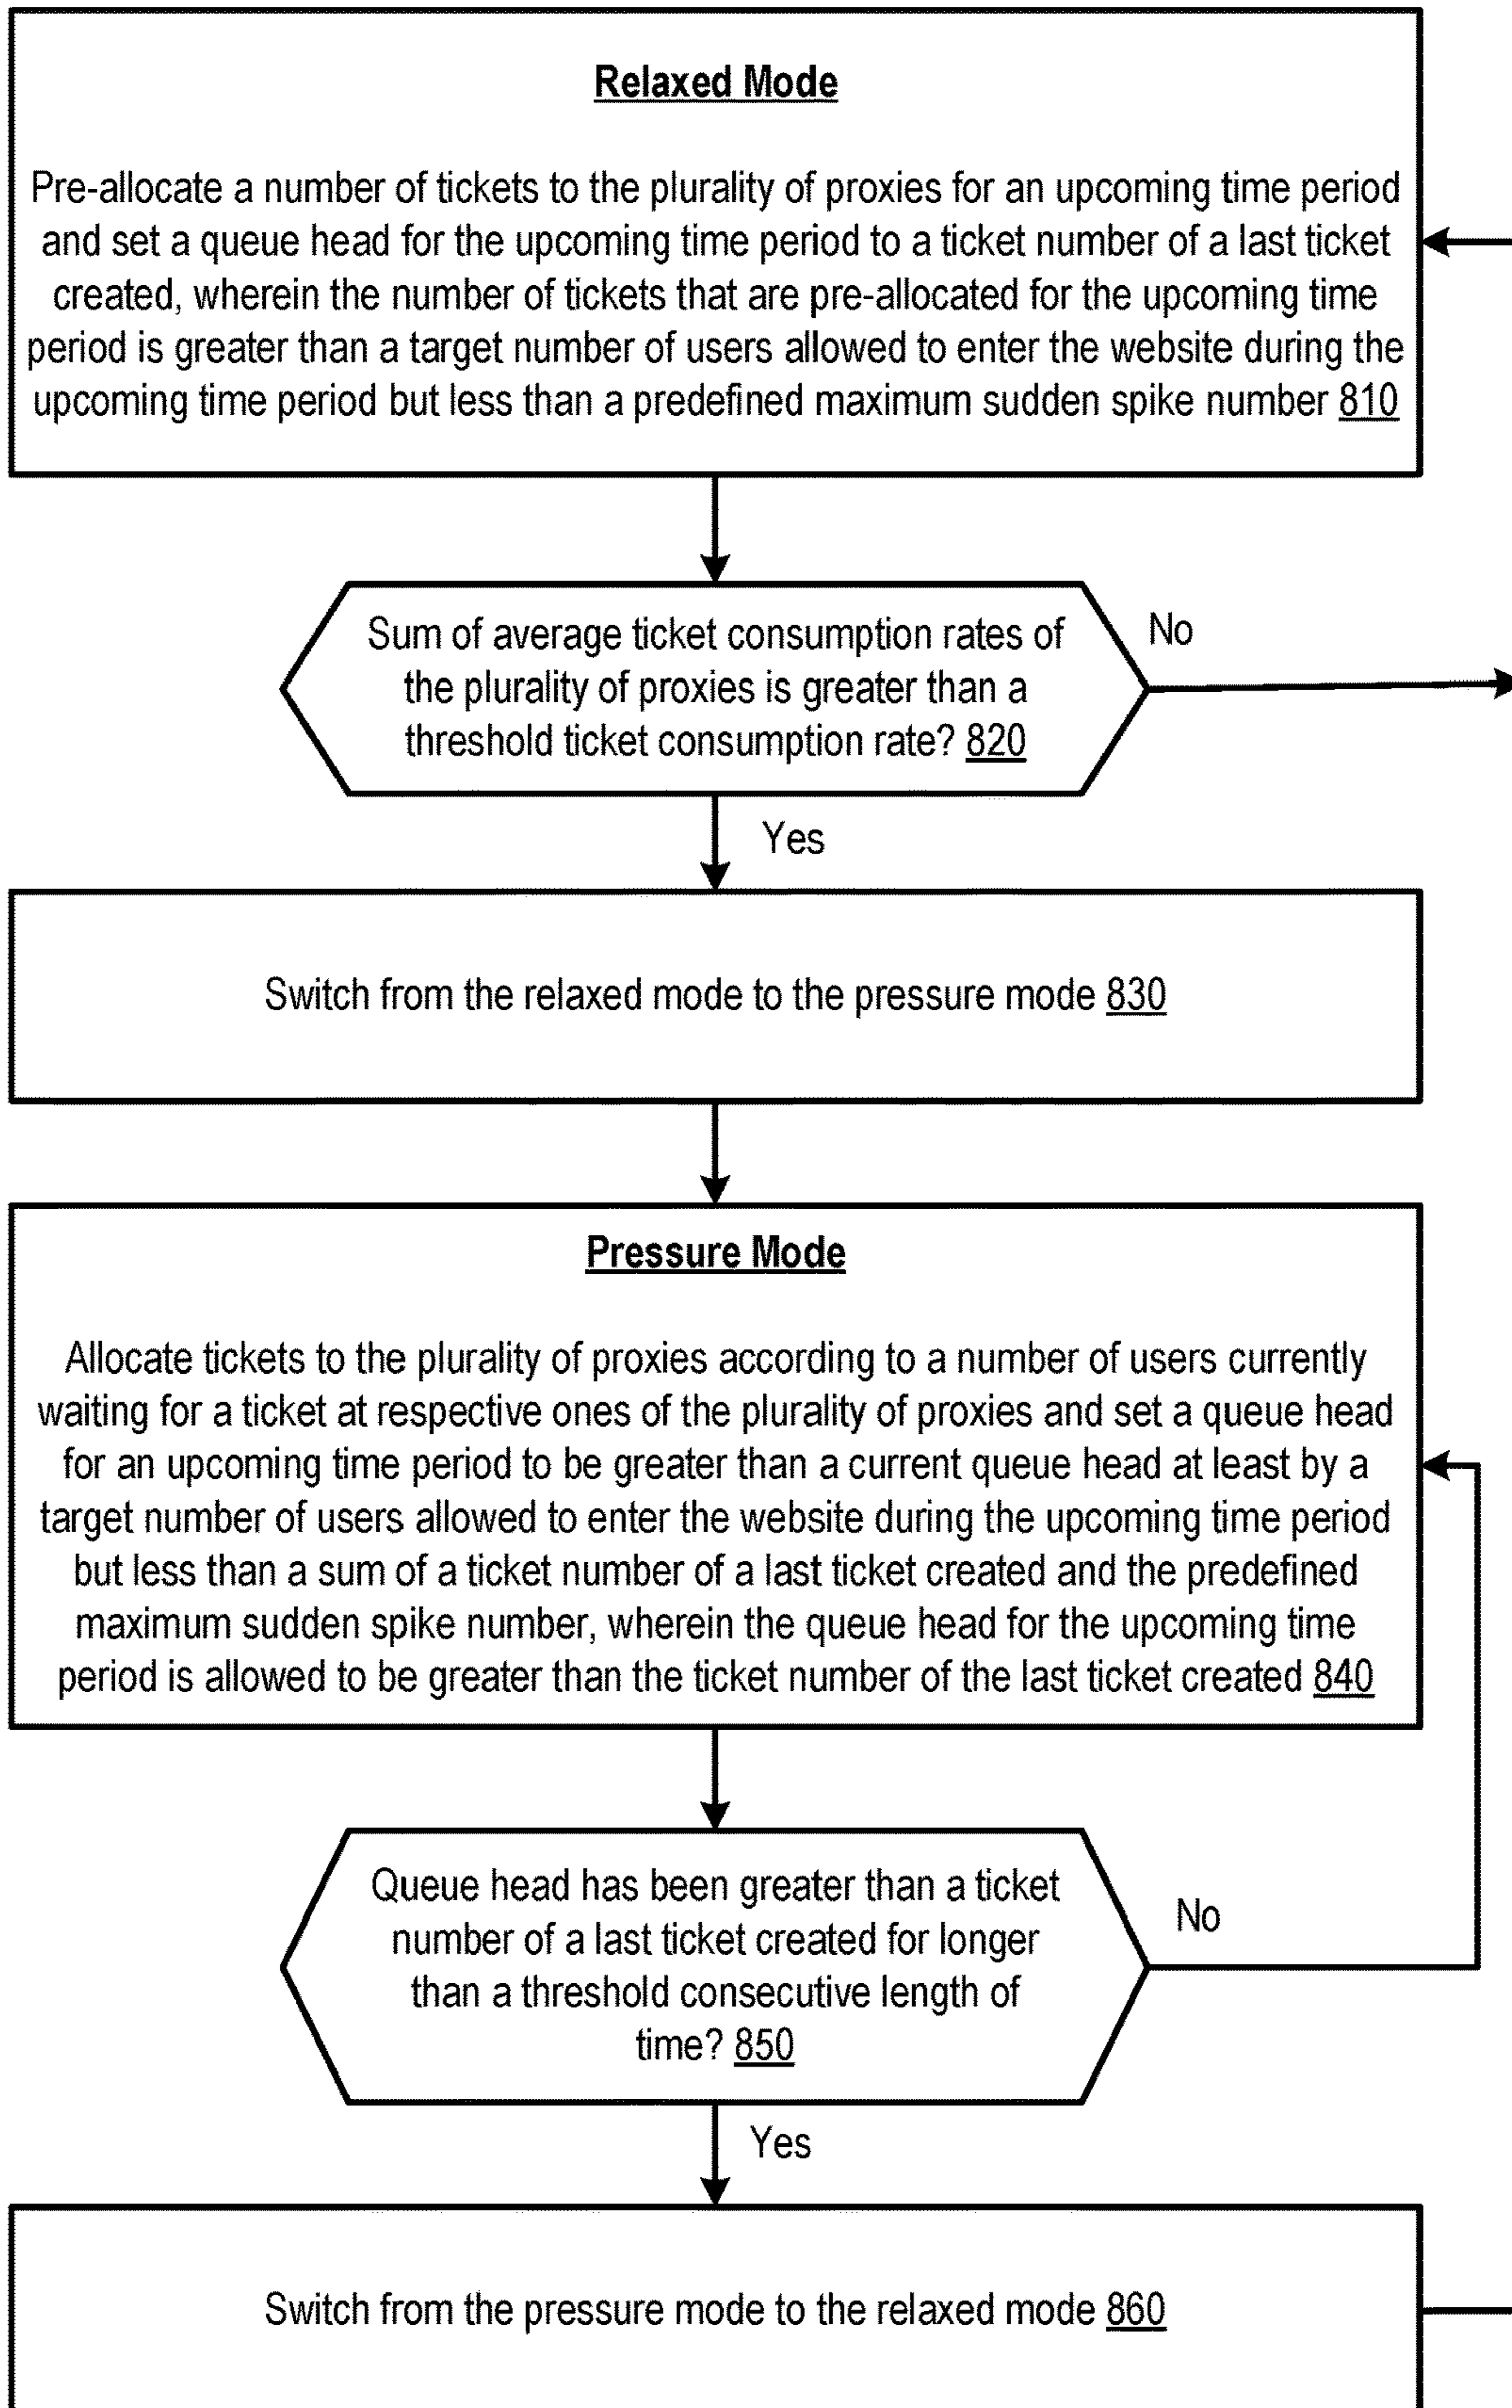 Relaxed Mode
Pre-allocate a number of tickets to the plurality of proxies for an upcoming time period
and set a queue head for the upcoming time period to a ticket number of a last ticket
created, wherein the number of tickets that are pre-allocated for the upcoming time
period is greater than a target number of users allowed to enter the website during the
upcoming time period but less than a predefined maximum sudden spike number 810
Sum of average ticket consumption rates of
the plurality of proxies is greater than a
threshold ticket consumption rate? 820
No
Yes
Switch from the relaxed mode to the pressure mode 830
Pressure Mode
Allocate tickets to the plurality of proxies according to a number of users currently
waiting for a ticket at respective ones of the plurality of proxies and set a queue head
for an upcoming time period to be greater than a current queue head at least by a
target number of users allowed to enter the website during the upcoming time period
but less than a sum of a ticket number of a last ticket created and the predefined
maximum sudden spike number, wherein the queue head for the upcoming time
period is allowed to be greater than the ticket number of the last ticket created 840
Queue head has been greater than a ticket
number of a last ticket created for longer
than a threshold consecutive length of
time? 850
No
Yes
Switch from the pressure mode to the relaxed mode 860